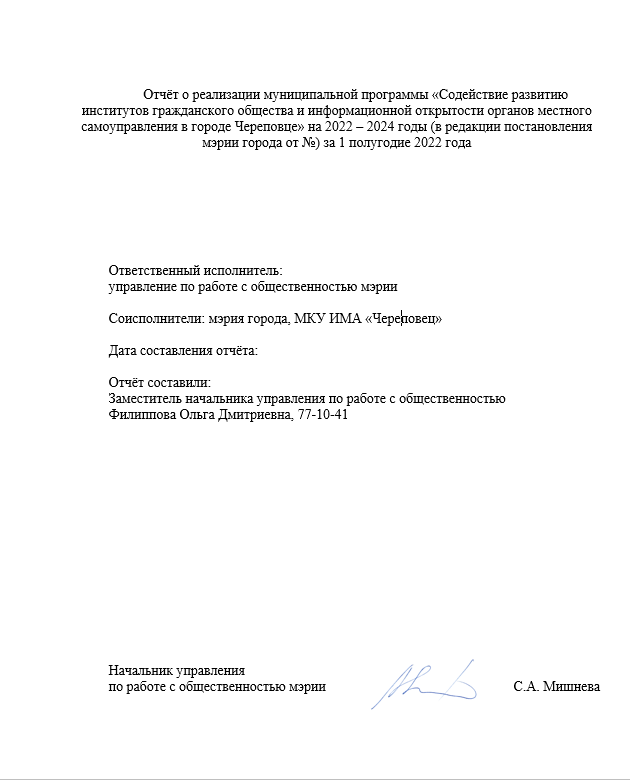 Отчёт о реализации муниципальной программы «Содействие развитию
институтов гражданского общества и информационной открытости органов местного
самоуправления в городе Череповце» на 2022 – 2024 годы (в редакции постановления
мэрии города от №) за 1 полугодие 2022 года
Ответственный исполнитель:
управление по работе с общественностью мэрии
Соисполнители: мэрия города, МКУ ИМА «Череповец»
Дата составления отчёта:
Отчёт составили:
Заместитель начальника управления по работе с общественностью
Филиппова Ольга Дмитриевна, 77-10-41
Начальник управления
по работе с общественностью мэрии
С.А. Мишнева